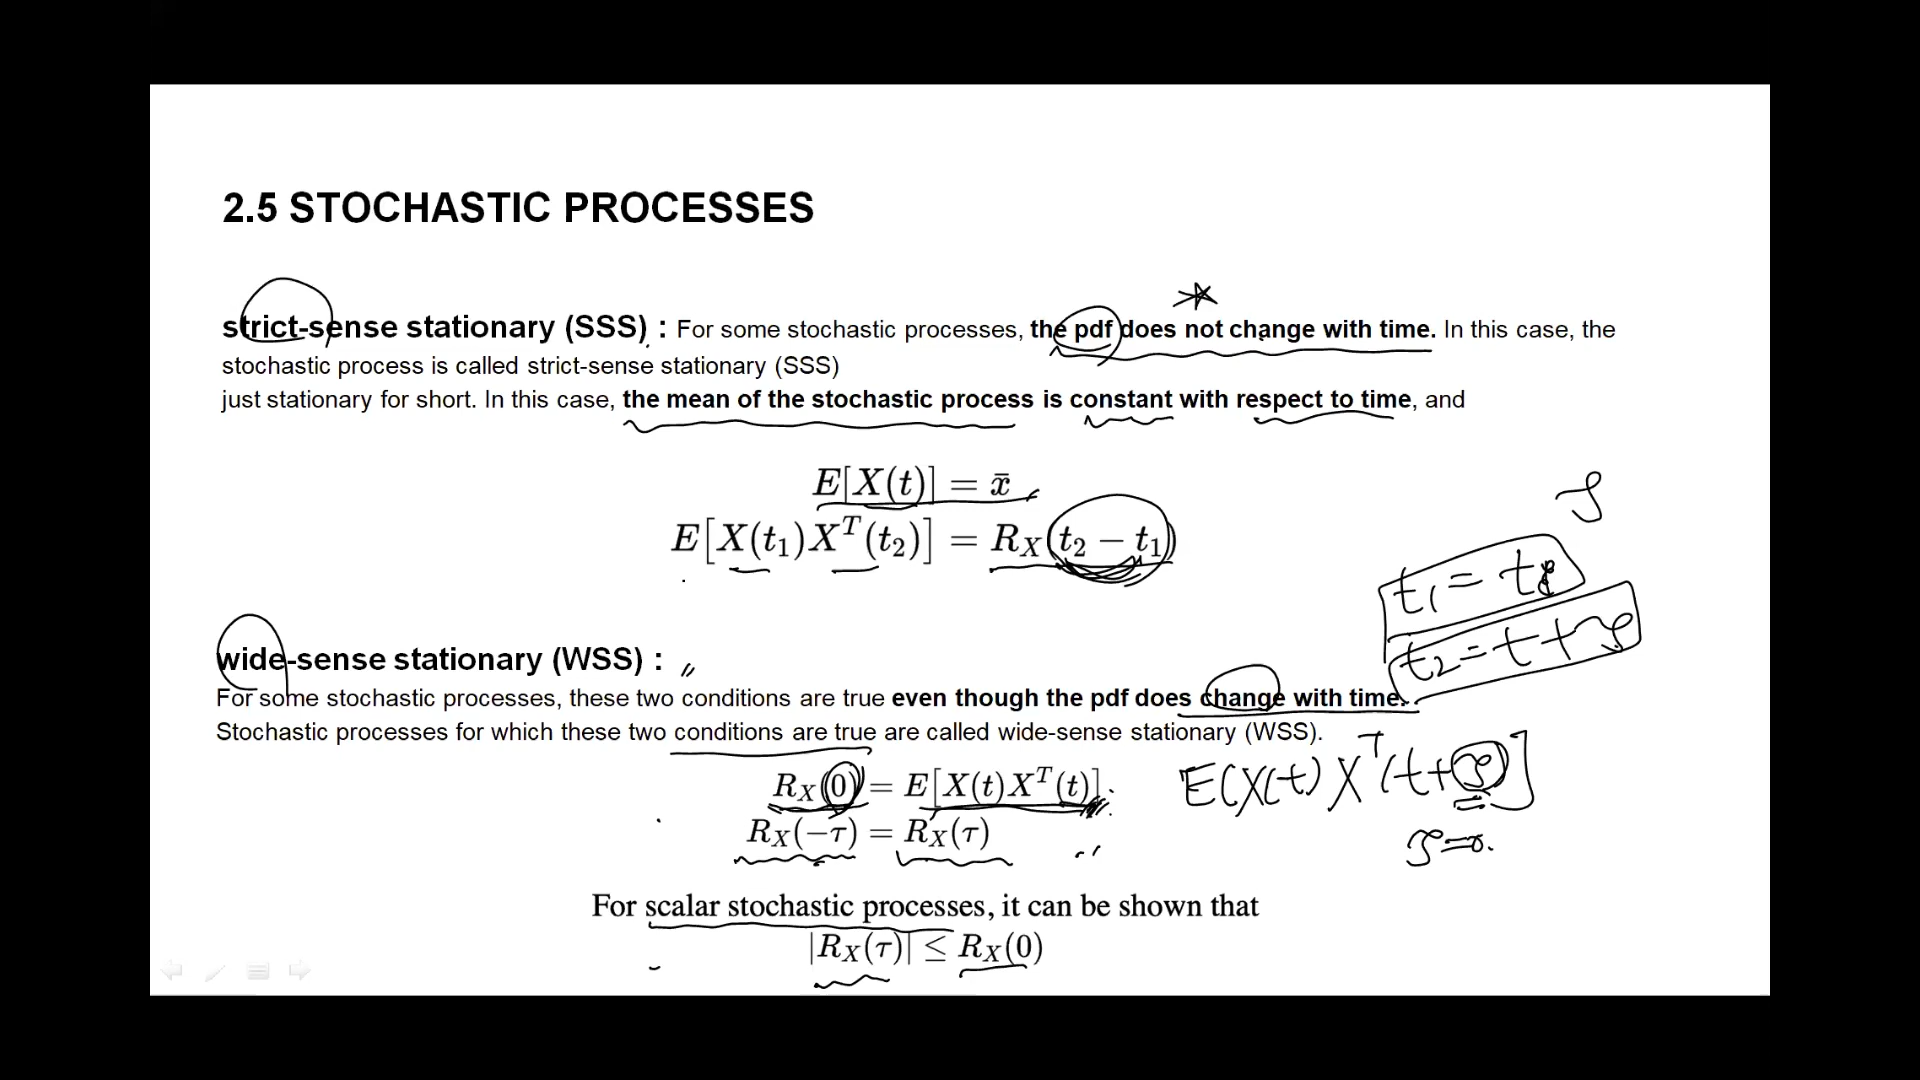 2.5 STOCHASTIC PROCESSES
strict-sense stationary (SSS) : For some stochastic processes, the pdf does not change with time. In this case, the
stochastic process is called strict-sense stationary (SSS)
just stationary for short. In this case, the mean of the stochastic process is constant with respect to time, and
E[X(t)] = x̄
E[X(t₁)Xᵀ(t₂)] = R_X(t₂ − t₁)
t₁ = t
t₂ = t + τ
wide-sense stationary (WSS) :
For some stochastic processes, these two conditions are true even though the pdf does change with time.
Stochastic processes for which these two conditions are true are called wide-sense stationary (WSS).
R_X(0) = E[X(t)Xᵀ(t)]
E[X(t) Xᵀ(t+τ)]
R_X(−τ) = R_X(τ)
τ=0.
For scalar stochastic processes, it can be shown that
|R_X(τ)| ≤ R_X(0)